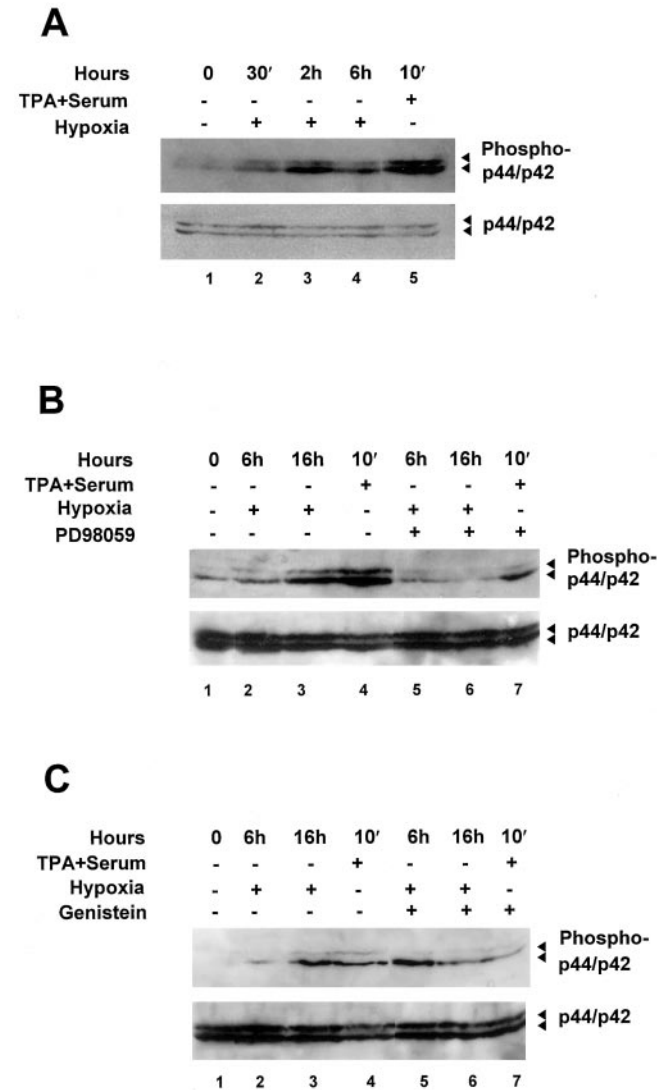 A
Hours 0 30' 2h 6h 10'
TPA+Serum - - - - +
Hypoxia - + + + -
Phospho-
p44/p42
p44/p42
1 2 3 4 5
B
Hours 0 6h 16h 10' 6h 16h 10'
TPA+Serum - - - + - - +
Hypoxia - + + - + + -
PD98059 - - - - + + +
Phospho-
p44/p42
p44/p42
1 2 3 4 5 6 7
C
Hours 0 6h 16h 10' 6h 16h 10'
TPA+Serum - - - + - - +
Hypoxia - + + - + + -
Genistein - - - - + + +
Phospho-
p44/p42
p44/p42
1 2 3 4 5 6 7